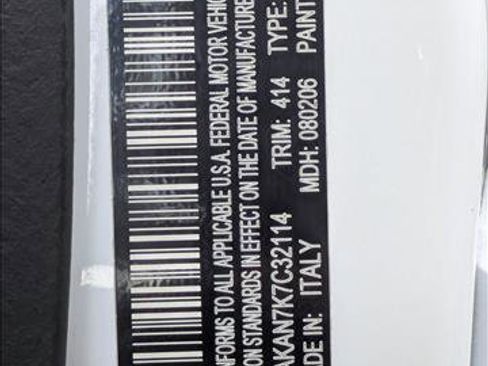 NFORMS TO ALL APPLICABLE U.S.A. FEDERAL MOTOR VEHIC
ON STANDARDS IN EFFECT ON THE DATE OF MANUFACTURE
AKAN7K7C32114 TRIM: 414 TYPE:
DE IN: ITALY MDH: 080206 PAINT